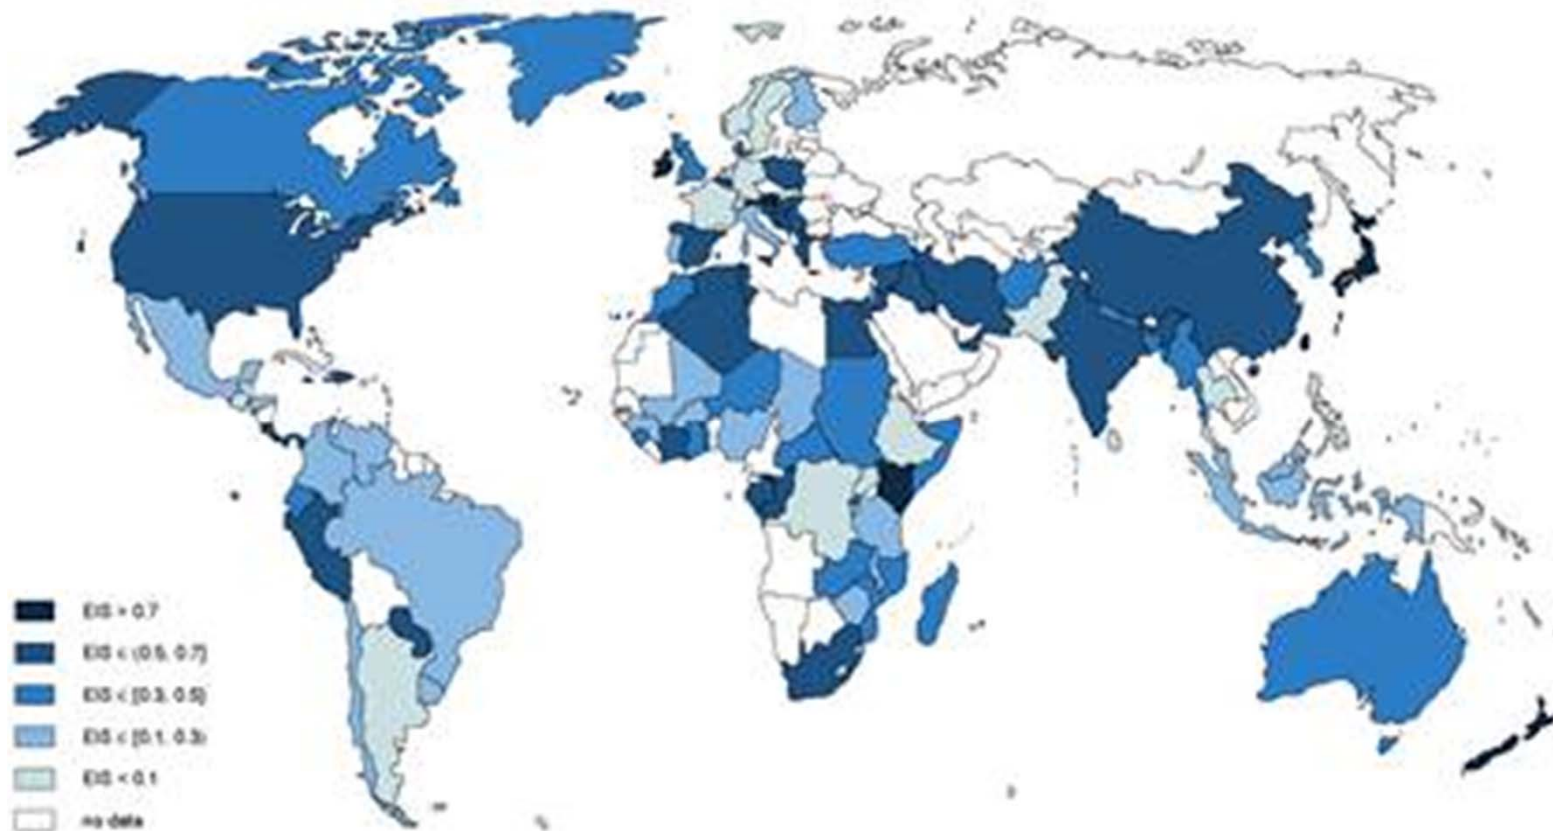 EIS > 0.7
EIS ≤ (0.5, 0.7]
EIS ≤ [0.3, 0.5]
EIS ≤ [0.1, 0.3)
EIS < 0.1
no data